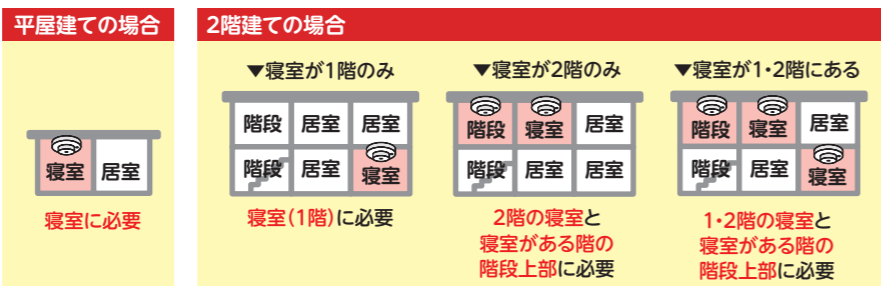 平屋建ての場合
寝室 居室
寝室に必要
2階建ての場合
▼寝室が1階のみ
階段 居室 居室
階段 居室 寝室
寝室(1階)に必要
▼寝室が2階のみ
階段 寝室 居室
階段 居室 居室
2階の寝室と
寝室がある階の
階段上部に必要
▼寝室が1・2階にある
階段 寝室 居室
階段 居室 寝室
1・2階の寝室と
寝室がある階の
階段上部に必要